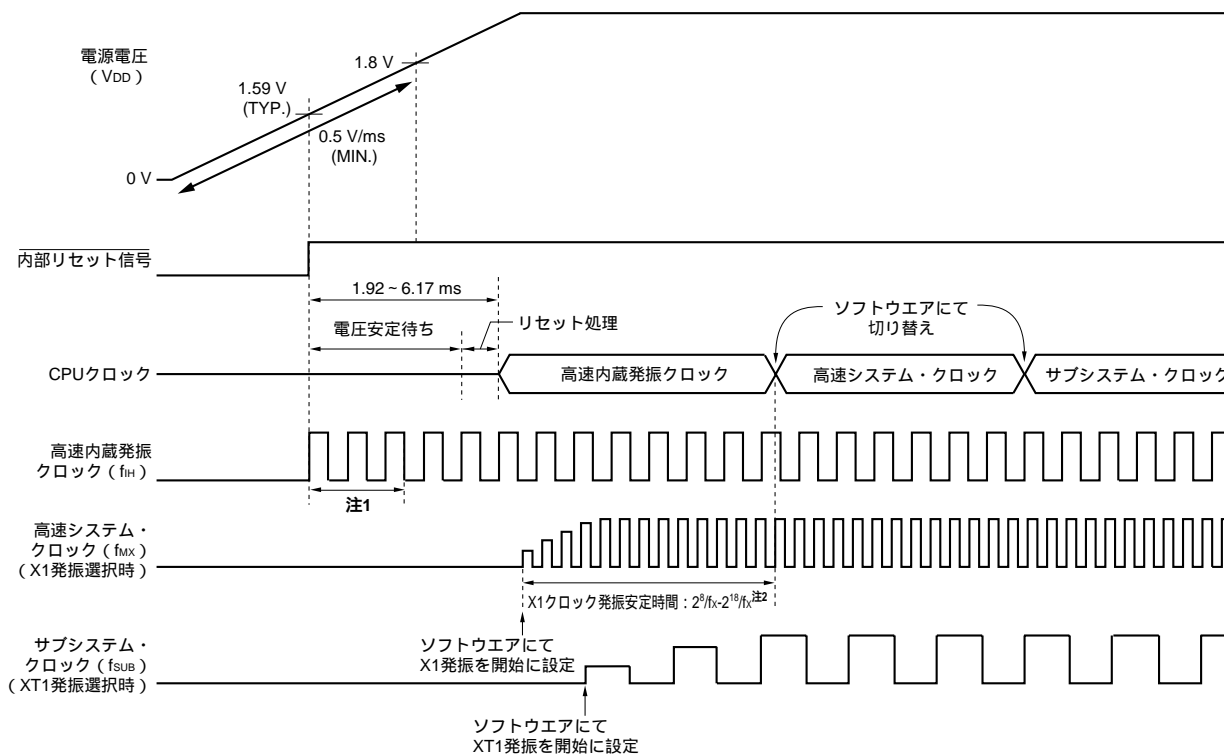 電源電圧
（VDD）
1.8 V
1.59 V
(TYP.)
0.5 V/ms
(MIN.)
0 V
内部リセット信号
1.92～6.17 ms
電圧安定待ち
リセット処理
ソフトウエアにて
切り替え
CPUクロック
高速内蔵発振クロック
高速システム・クロック
サブシステム・クロック
高速内蔵発振
クロック（fIH）
注1
高速システム・
クロック（fMX）
（X1発振選択時）
X1クロック発振安定時間：2⁸/fX-2¹⁸/fX注2
ソフトウエアにて
X1発振を開始に設定
サブシステム・
クロック（fSUB）
（XT1発振選択時）
ソフトウエアにて
XT1発振を開始に設定